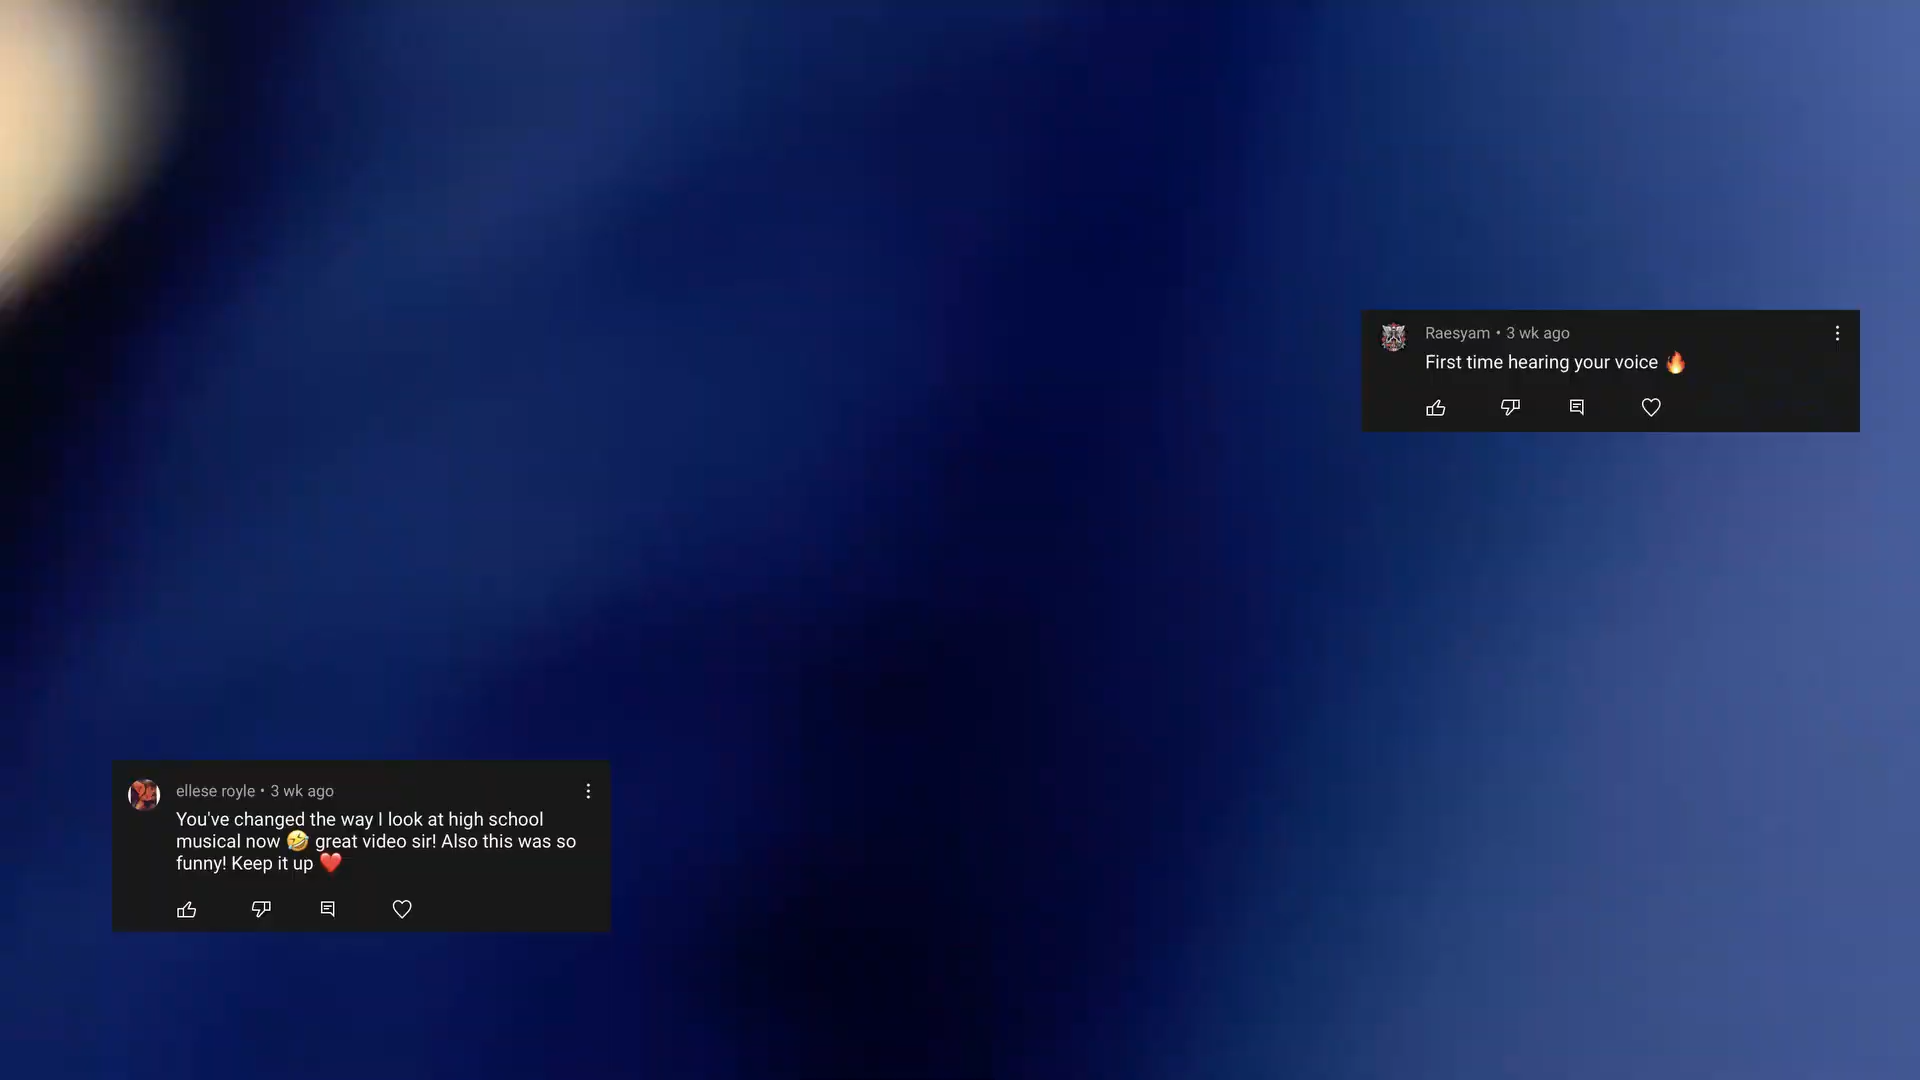 Raesyam • 3 wk ago
First time hearing your voice 🔥
ellese royle • 3 wk ago
You've changed the way I look at high school
musical now 🤣 great video sir! Also this was so
funny! Keep it up ❤️